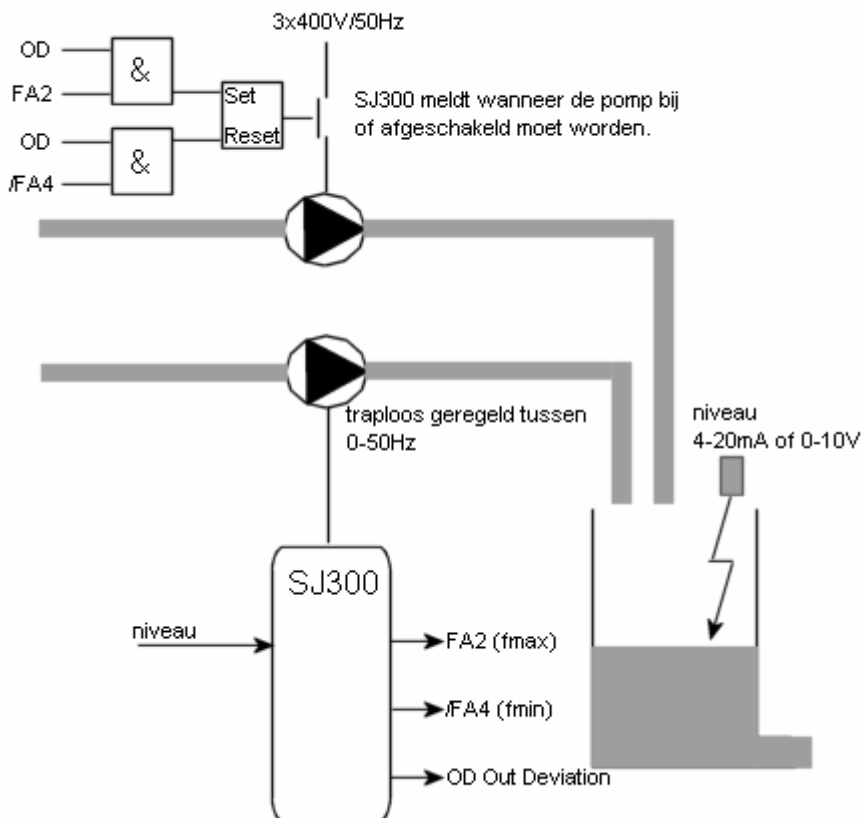 3x400V/50Hz
OD
&
FA2
Set
SJ300 meldt wanneer de pomp bij
of afgeschakeld moet worden.
Reset
OD
&
/FA4
traploos geregeld tussen
0-50Hz
niveau
4-20mA of 0-10V
SJ300
niveau
FA2 (fmax)
/FA4 (fmin)
OD Out Deviation